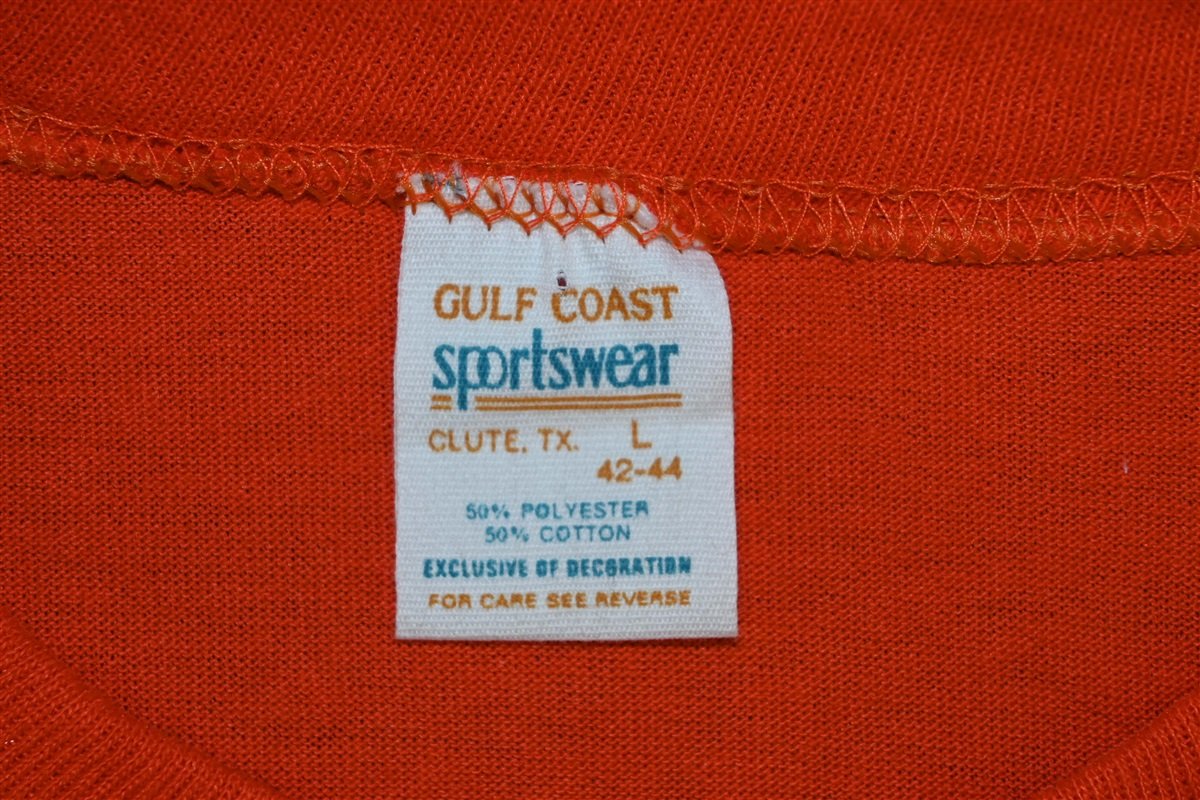 GULF COAST
sportswear
CLUTE, TX. L
42-44
50% POLYESTER
50% COTTON
EXCLUSIVE OF DECORATION
FOR CARE SEE REVERSE